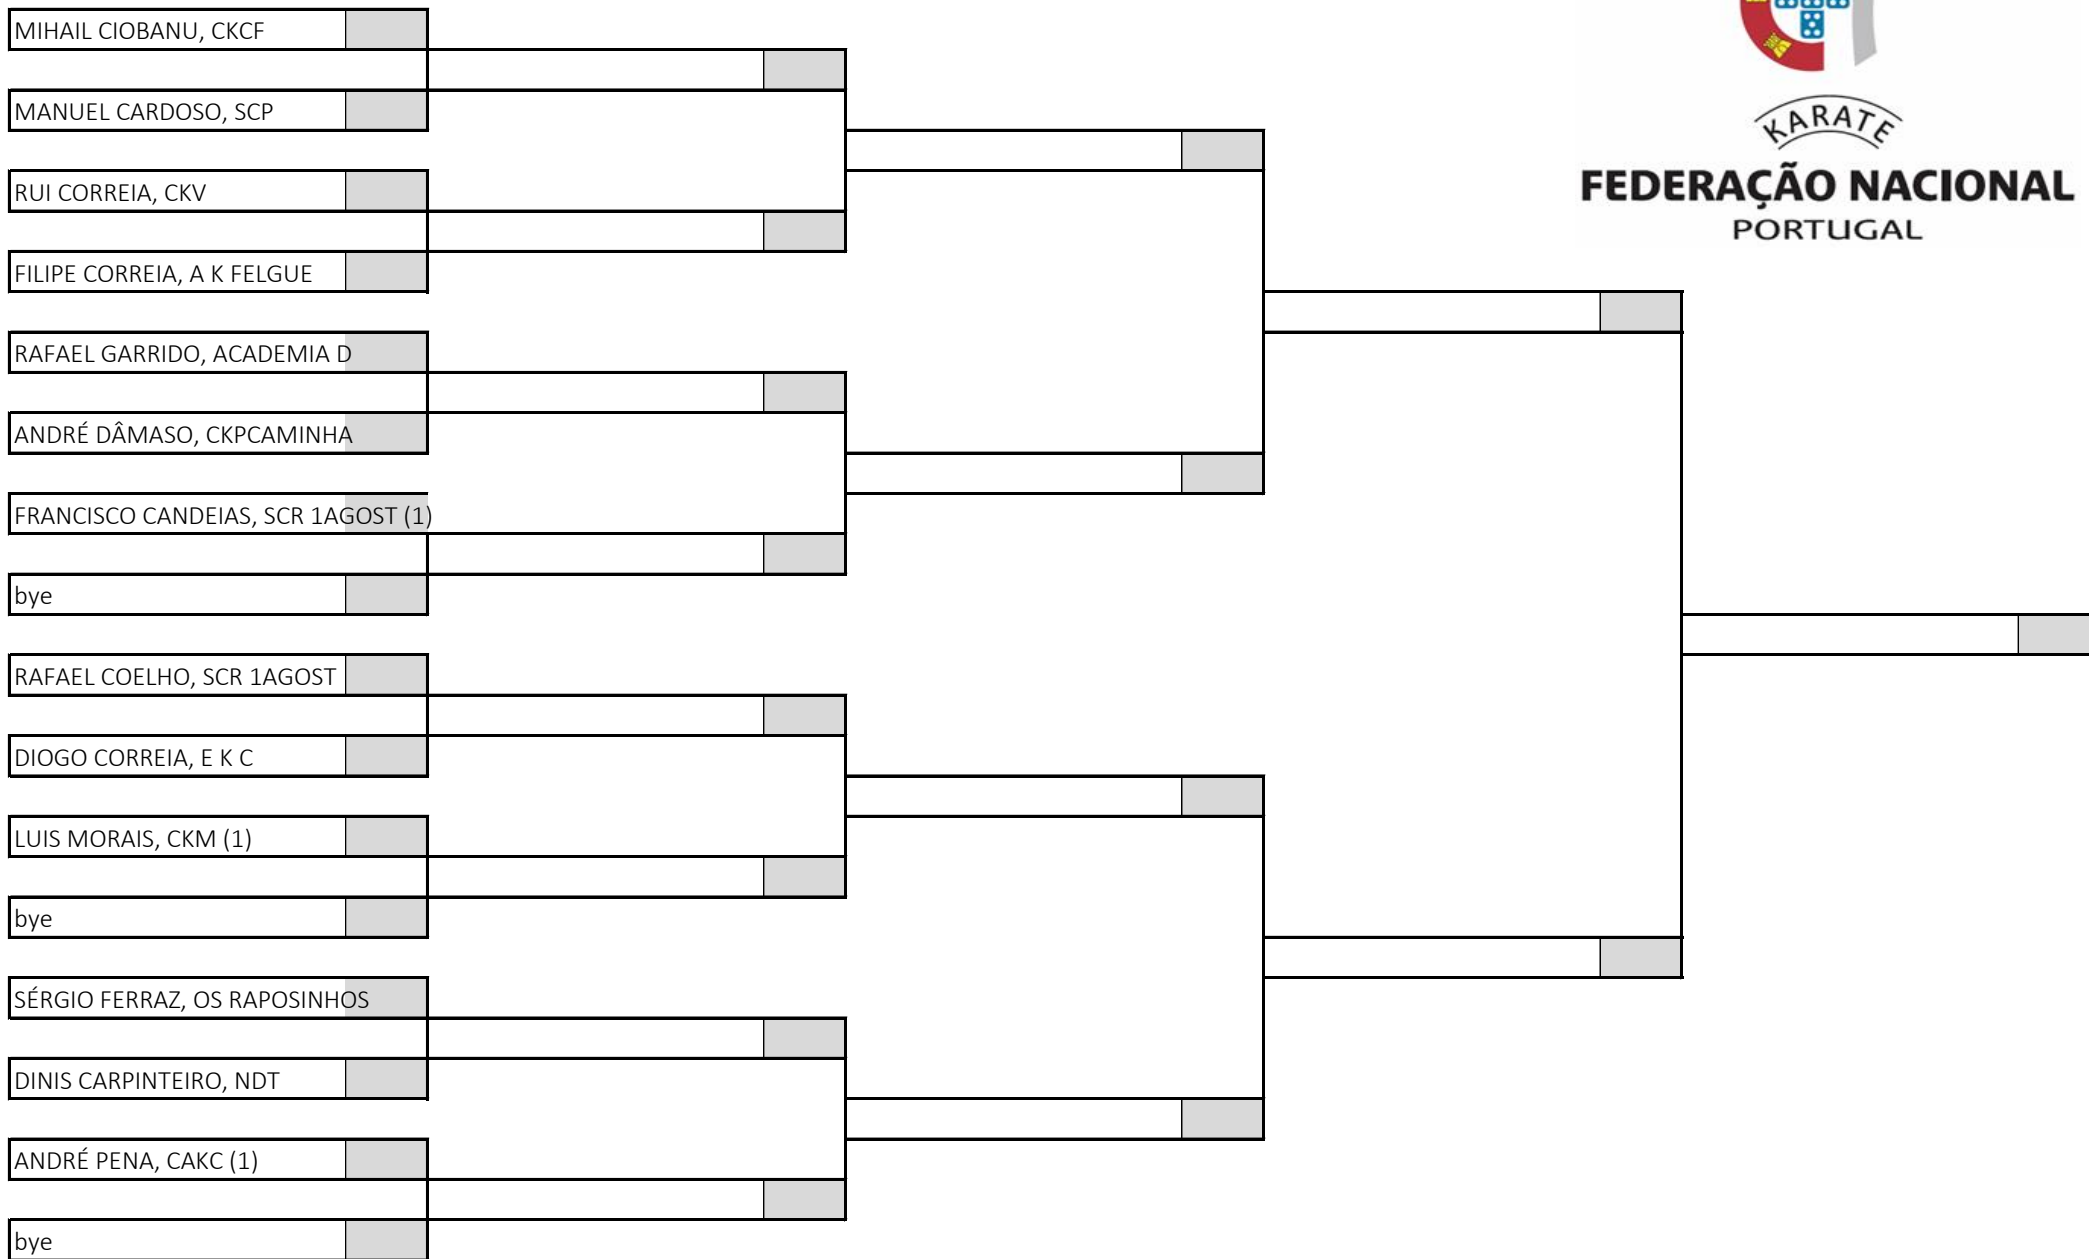 MIHAIL CIOBANU, CKCF
MANUEL CARDOSO, SCP
RUI CORREIA, CKV
FILIPE CORREIA, A K FELGUE
RAFAEL GARRIDO, ACADEMIA D
ANDRÉ DÂMASO, CKPCAMINHA
FRANCISCO CANDEIAS, SCR 1AGOST (1)
bye
RAFAEL COELHO, SCR 1AGOST
DIOGO CORREIA, E K C
LUIS MORAIS, CKM (1)
bye
SÉRGIO FERRAZ, OS RAPOSINHOS
DINIS CARPINTEIRO, NDT
ANDRÉ PENA, CAKC (1)
bye
KARATE
FEDERAÇÃO NACIONAL
PORTUGAL